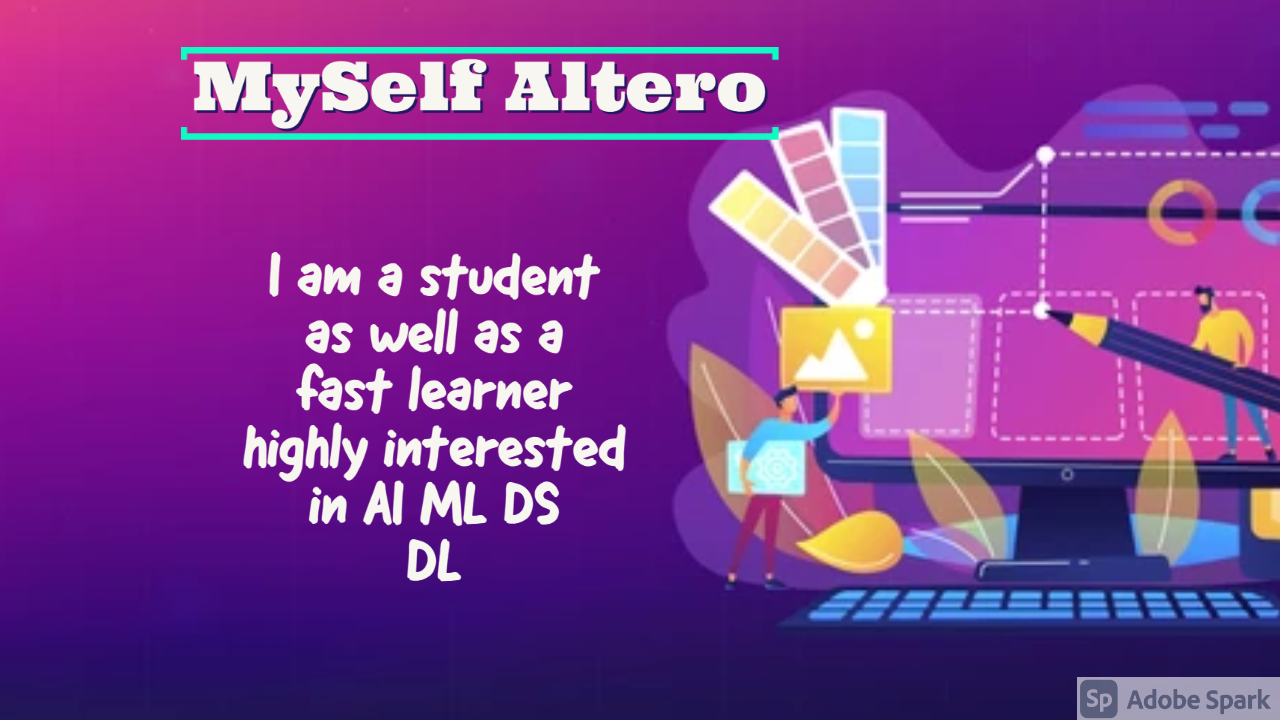 MySelf Altero
I am a student
as well as a
fast learner
highly interested
in AI ML DS
DL
Sp Adobe Spark